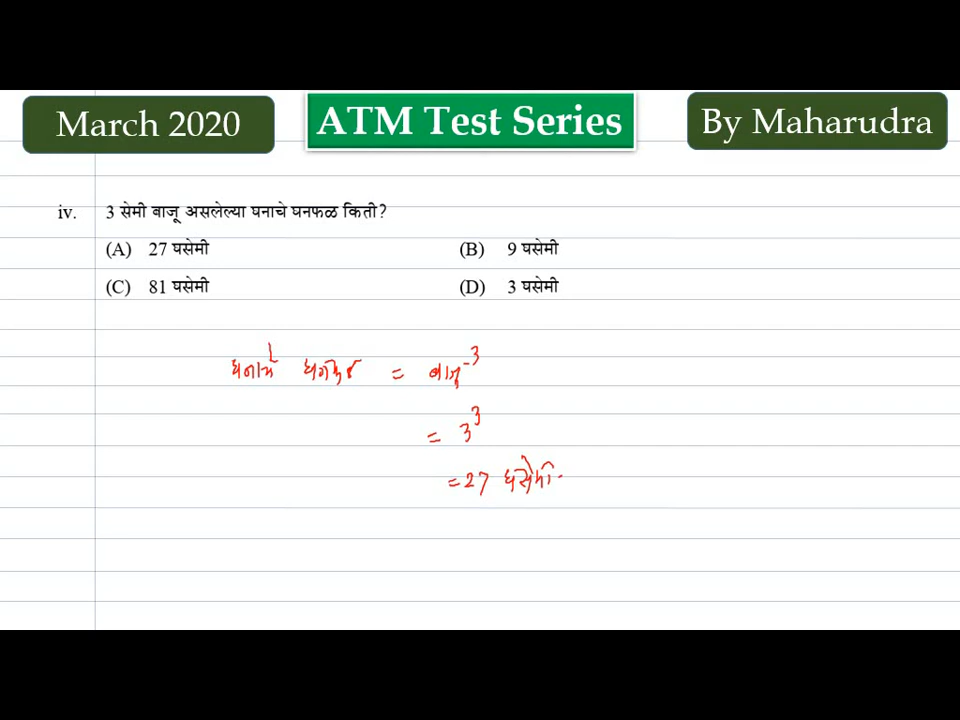 March 2020 ATM Test Series By Maharudra
iv. 3 सेमी बाजू असलेल्या घनाचे घनफळ किती?
(A) 27 घसेमी (B) 9 घसेमी
(C) 81 घसेमी (D) 3 घसेमी
घनाचे घनफळ = बाजू³
= 3³
= 27 घसेमी.